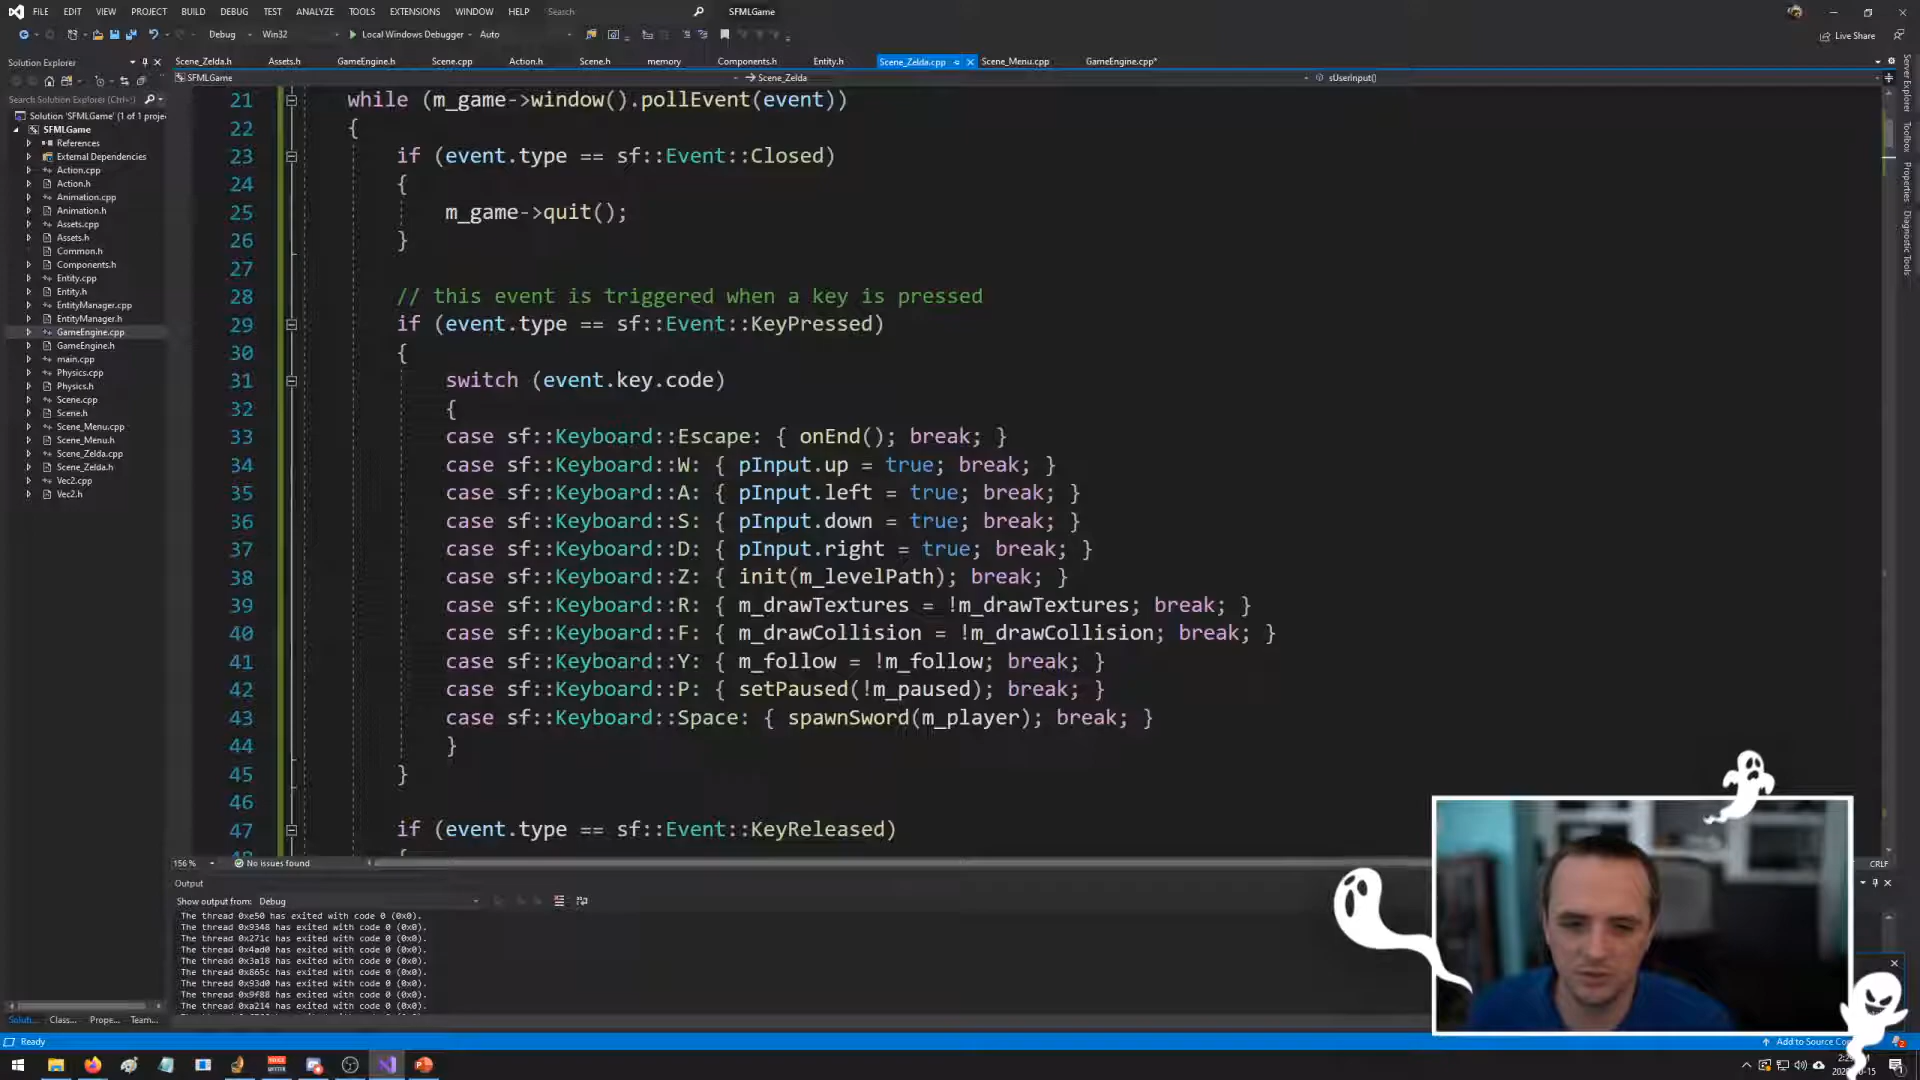 FILE EDIT VIEW PROJECT BUILD DEBUG TEST ANALYZE TOOLS EXTENSIONS WINDOW HELP Search SFMLGame
Debug Win32 Local Windows Debugger Auto Live Share
Solution Explorer
Scene_Zelda.h Assets.h GameEngine.h Scene.cpp Action.h Scene.h memory Components.h Entity.h Scene_Zelda.cpp Scene_Menu.cpp GameEngine.cpp*
SFMLGame Scene_Zelda sUserInput()
Search Solution Explorer (Ctrl+;)
Solution 'SFMLGame' (1 of 1 projec
SFMLGame
References
External Dependencies
Action.cpp
Action.h
Animation.cpp
Animation.h
Assets.cpp
Assets.h
Common.h
Components.h
Entity.cpp
Entity.h
EntityManager.cpp
EntityManager.h
GameEngine.cpp
GameEngine.h
main.cpp
Physics.cpp
Physics.h
Scene.cpp
Scene.h
Scene_Menu.cpp
Scene_Menu.h
Scene_Zelda.cpp
Scene_Zelda.h
Vec2.cpp
Vec2.h
Soluti... Class... Prope... Team...
21 while (m_game->window().pollEvent(event))
22 {
23 if (event.type == sf::Event::Closed)
24 {
25 m_game->quit();
26 }
27
28 // this event is triggered when a key is pressed
29 if (event.type == sf::Event::KeyPressed)
30 {
31 switch (event.key.code)
32 {
33 case sf::Keyboard::Escape: { onEnd(); break; }
34 case sf::Keyboard::W: { pInput.up = true; break; }
35 case sf::Keyboard::A: { pInput.left = true; break; }
36 case sf::Keyboard::S: { pInput.down = true; break; }
37 case sf::Keyboard::D: { pInput.right = true; break; }
38 case sf::Keyboard::Z: { init(m_levelPath); break; }
39 case sf::Keyboard::R: { m_drawTextures = !m_drawTextures; break; }
40 case sf::Keyboard::F: { m_drawCollision = !m_drawCollision; break; }
41 case sf::Keyboard::Y: { m_follow = !m_follow; break; }
42 case sf::Keyboard::P: { setPaused(!m_paused); break; }
43 case sf::Keyboard::Space: { spawnSword(m_player); break; }
44 }
45 }
46
47 if (event.type == sf::Event::KeyReleased)
156 % No issues found CRLF
Output
Show output from: Debug
The thread 0xe50 has exited with code 0 (0x0).
The thread 0x9348 has exited with code 0 (0x0).
The thread 0x271c has exited with code 0 (0x0).
The thread 0x4ad0 has exited with code 0 (0x0).
The thread 0x3a18 has exited with code 0 (0x0).
The thread 0x865c has exited with code 0 (0x0).
The thread 0x93d0 has exited with code 0 (0x0).
The thread 0x9f88 has exited with code 0 (0x0).
The thread 0xa214 has exited with code 0 (0x0).
Server Explorer
Toolbox
Properties
Diagnostic Tools
Ready Add to Source Co